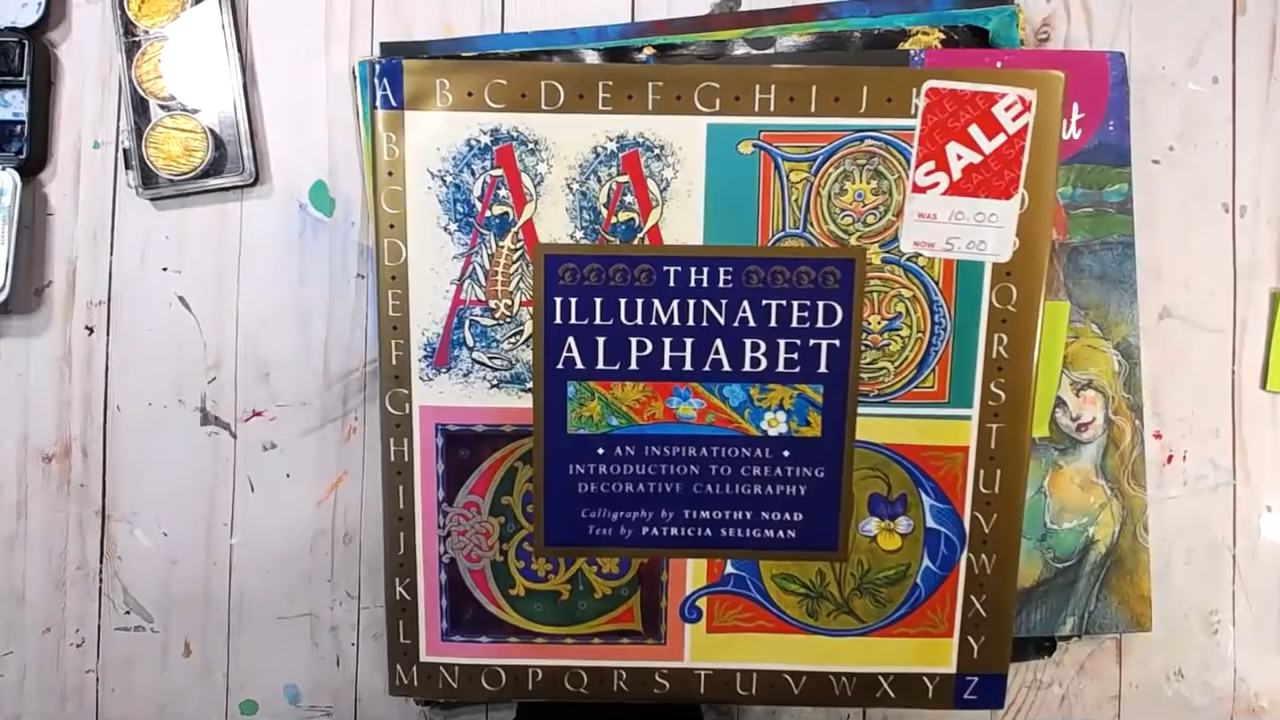 A B C D E F G H I J K
SALE
WAS 10.00
NOW 5.00
B
C
D
E
F
G
H
I
J
K
L
M N O P Q R S T U V W X Y Z
THE
ILLUMINATED
ALPHABET
AN INSPIRATIONAL
INTRODUCTION TO CREATING
DECORATIVE CALLIGRAPHY
Calligraphy by TIMOTHY NOAD
Text by PATRICIA SELIGMAN
Q
R
S
T
U
V
W
X
Y